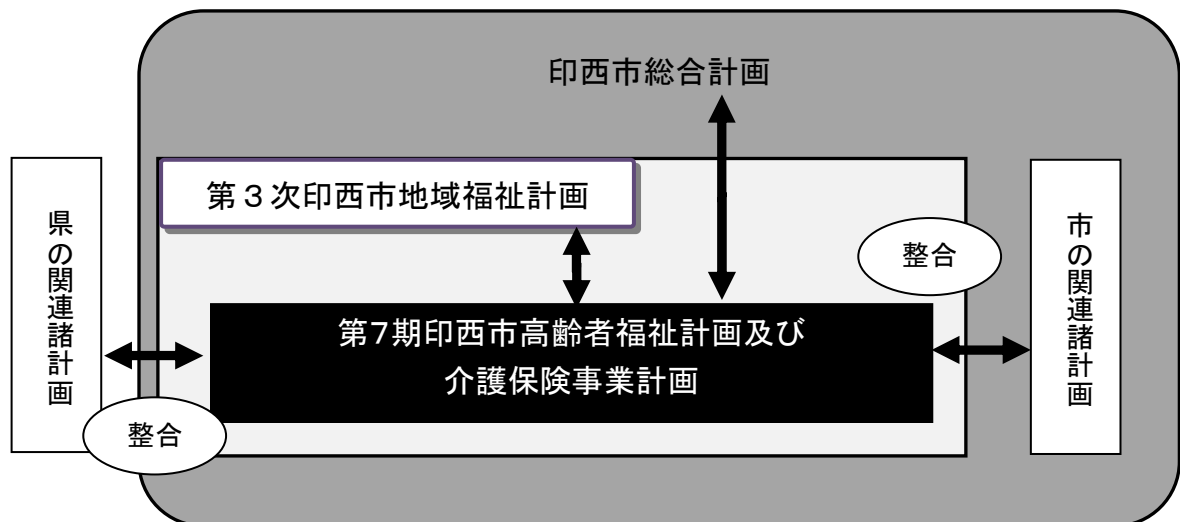 印西市総合計画
第３次印西市地域福祉計画
県の関連諸計画
整合
市の関連諸計画
第7期印西市高齢者福祉計画及び
介護保険事業計画
整合